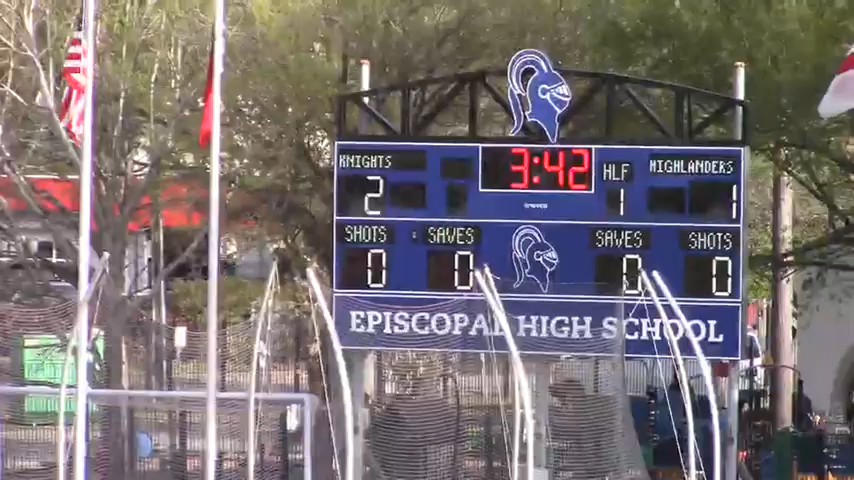 KNIGHTS 3:42 HLF HIGHLANDERS
2 1 1
SHOTS SAVES SAVES SHOTS
0 0 0 0
EPISCOPAL HIGH SCHOOL